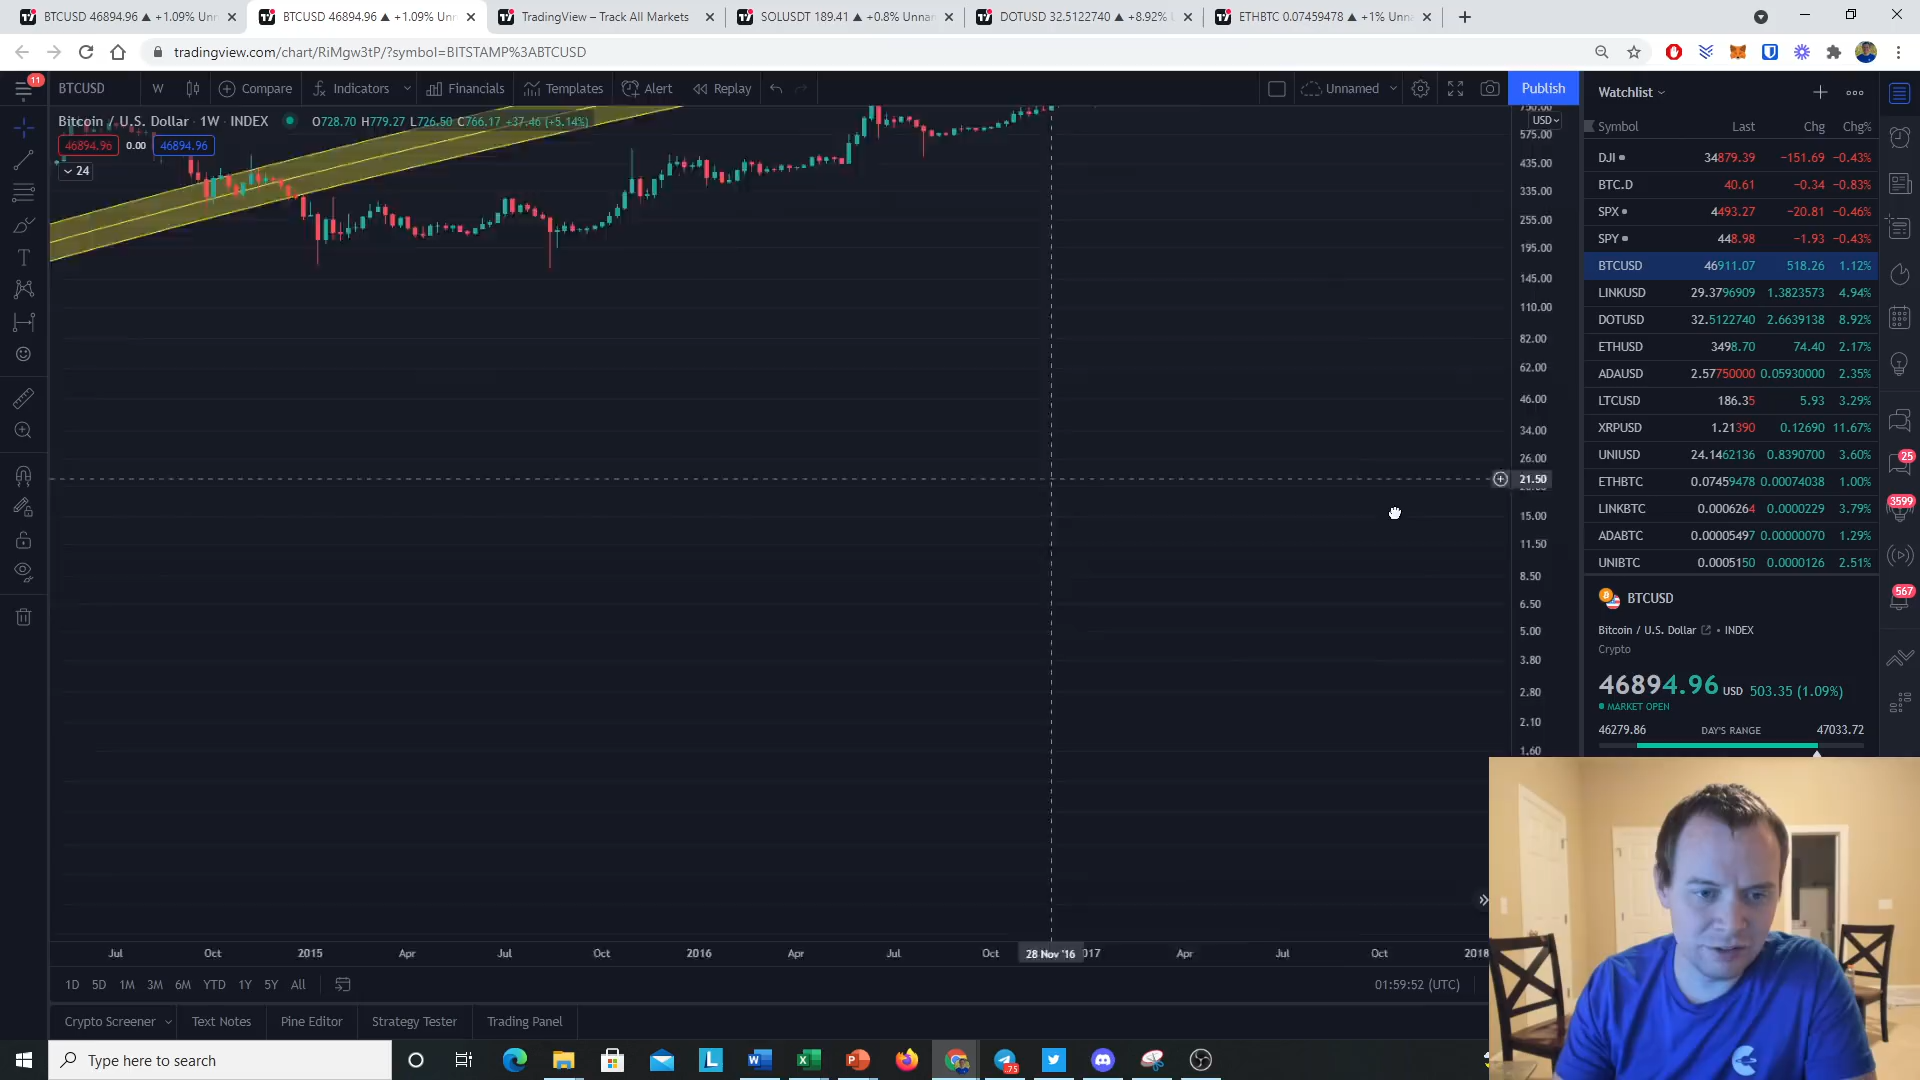 BTCUSD 46894.96 ▲ +1.09% Unn
BTCUSD 46894.96 ▲ +1.09% Unn
TradingView – Track All Markets
SOLUSDT 189.41 ▲ +0.8% Unnam
DOTUSD 32.5122740 ▲ +8.92% U
ETHBTC 0.07459478 ▲ +1% Unna
tradingview.com/chart/RiMgw3tP/?symbol=BITSTAMP%3ABTCUSD
11
BTCUSD W Compare Indicators Financials Templates Alert Replay Unnamed Publish
Bitcoin / U.S. Dollar · 1W · INDEX O728.70 H779.27 L726.50 C766.17 +37.46 (+5.14%)
46894.96 0.00 46894.96
24
750.00
USD
575.00
435.00
335.00
255.00
195.00
145.00
110.00
82.00
62.00
46.00
34.00
26.00
21.50
15.00
11.50
8.50
6.50
5.00
3.80
2.80
2.10
1.60
Jul Oct 2015 Apr Jul Oct 2016 Apr Jul Oct 28 Nov '16 2017 Apr Jul Oct 2018
1D 5D 1M 3M 6M YTD 1Y 5Y All
01:59:52 (UTC)
Crypto Screener Text Notes Pine Editor Strategy Tester Trading Panel
Watchlist
Symbol Last Chg Chg%
DJI 34879.39 −151.69 −0.43%
BTC.D 40.61 −0.34 −0.83%
SPX 4493.27 −20.81 −0.46%
SPY 448.98 −1.93 −0.43%
BTCUSD 46911.07 518.26 1.12%
LINKUSD 29.3796909 1.3823573 4.94%
DOTUSD 32.5122740 2.6639138 8.92%
ETHUSD 3498.70 74.40 2.17%
ADAUSD 2.57750000 0.05930000 2.35%
LTCUSD 186.35 5.93 3.29%
XRPUSD 1.21390 0.12690 11.67%
UNIUSD 24.1462136 0.8390700 3.60%
ETHBTC 0.07459478 0.00074038 1.00%
LINKBTC 0.0006264 0.0000229 3.79%
ADABTC 0.00005497 0.00000070 1.29%
UNIBTC 0.0005150 0.0000126 2.51%
25
3599
567
BTCUSD
Bitcoin / U.S. Dollar • INDEX
Crypto
46894.96 USD 503.35 (1.09%)
MARKET OPEN
46279.86 DAY'S RANGE 47033.72
Type here to search
75